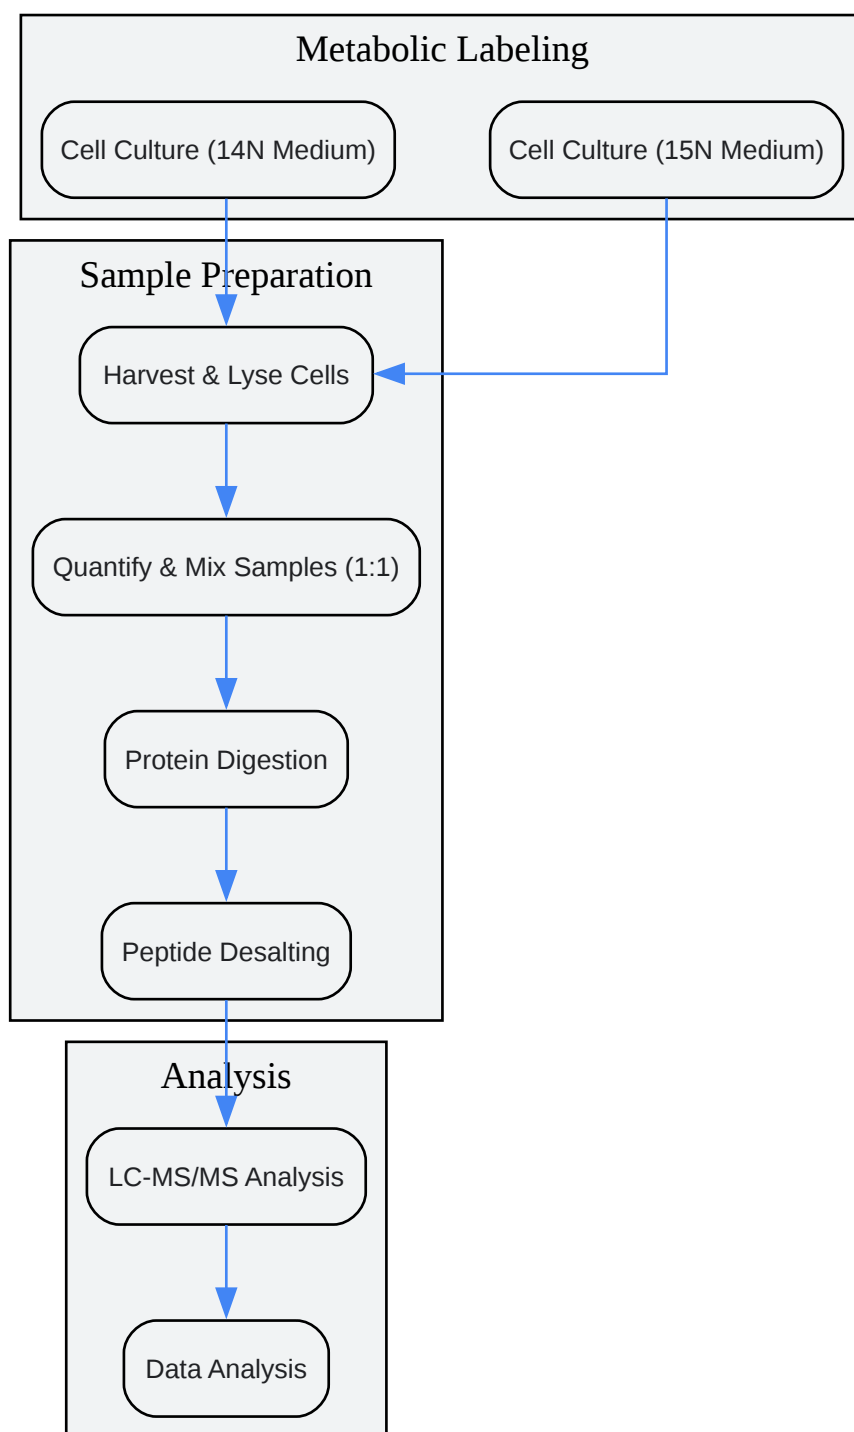 Metabolic Labeling
Cell Culture (14N Medium)
Cell Culture (15N Medium)
Sample Preparation
Harvest & Lyse Cells
Quantify & Mix Samples (1:1)
Protein Digestion
Peptide Desalting
Analysis
LC-MS/MS Analysis
Data Analysis